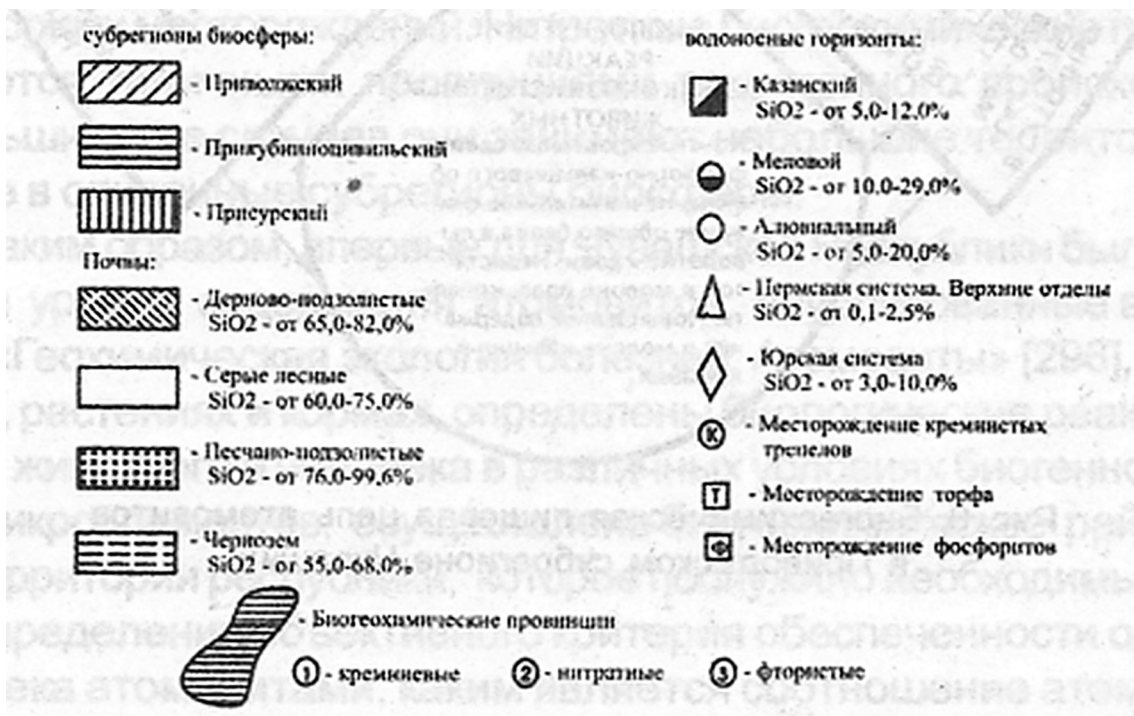 субрегионы биосферы:
- Приволжский
- Прикубниноцивильский
- Присурский
Почвы:
- Дерново-подзолистые
SiO2 - от 65,0-82,0%
- Серые лесные
SiO2 - от 60,0-75,0%
- Песчано-подзолистые
SiO2 - от 76,0-99,6%
- Чернозем
SiO2 - от 55,0-68,0%
водоносные горизонты:
- Казанский
SiO2 - от 5,0-12,0%
- Меловой
SiO2 - от 10,0-29,0%
- Алювиальный
SiO2 - от 5,0-20,0%
- Пермская система. Верхние отделы
SiO2 - от 0,1-2,5%
- Юрская система
SiO2 - от 3,0-10,0%
К - Месторождение кремнистых
трепелов
Т - Месторождение торфа
Ф - Месторождение фосфоритов
- Биогеохимические провинции
1 - кремниевые 2 - нитратные 3 - фтористые